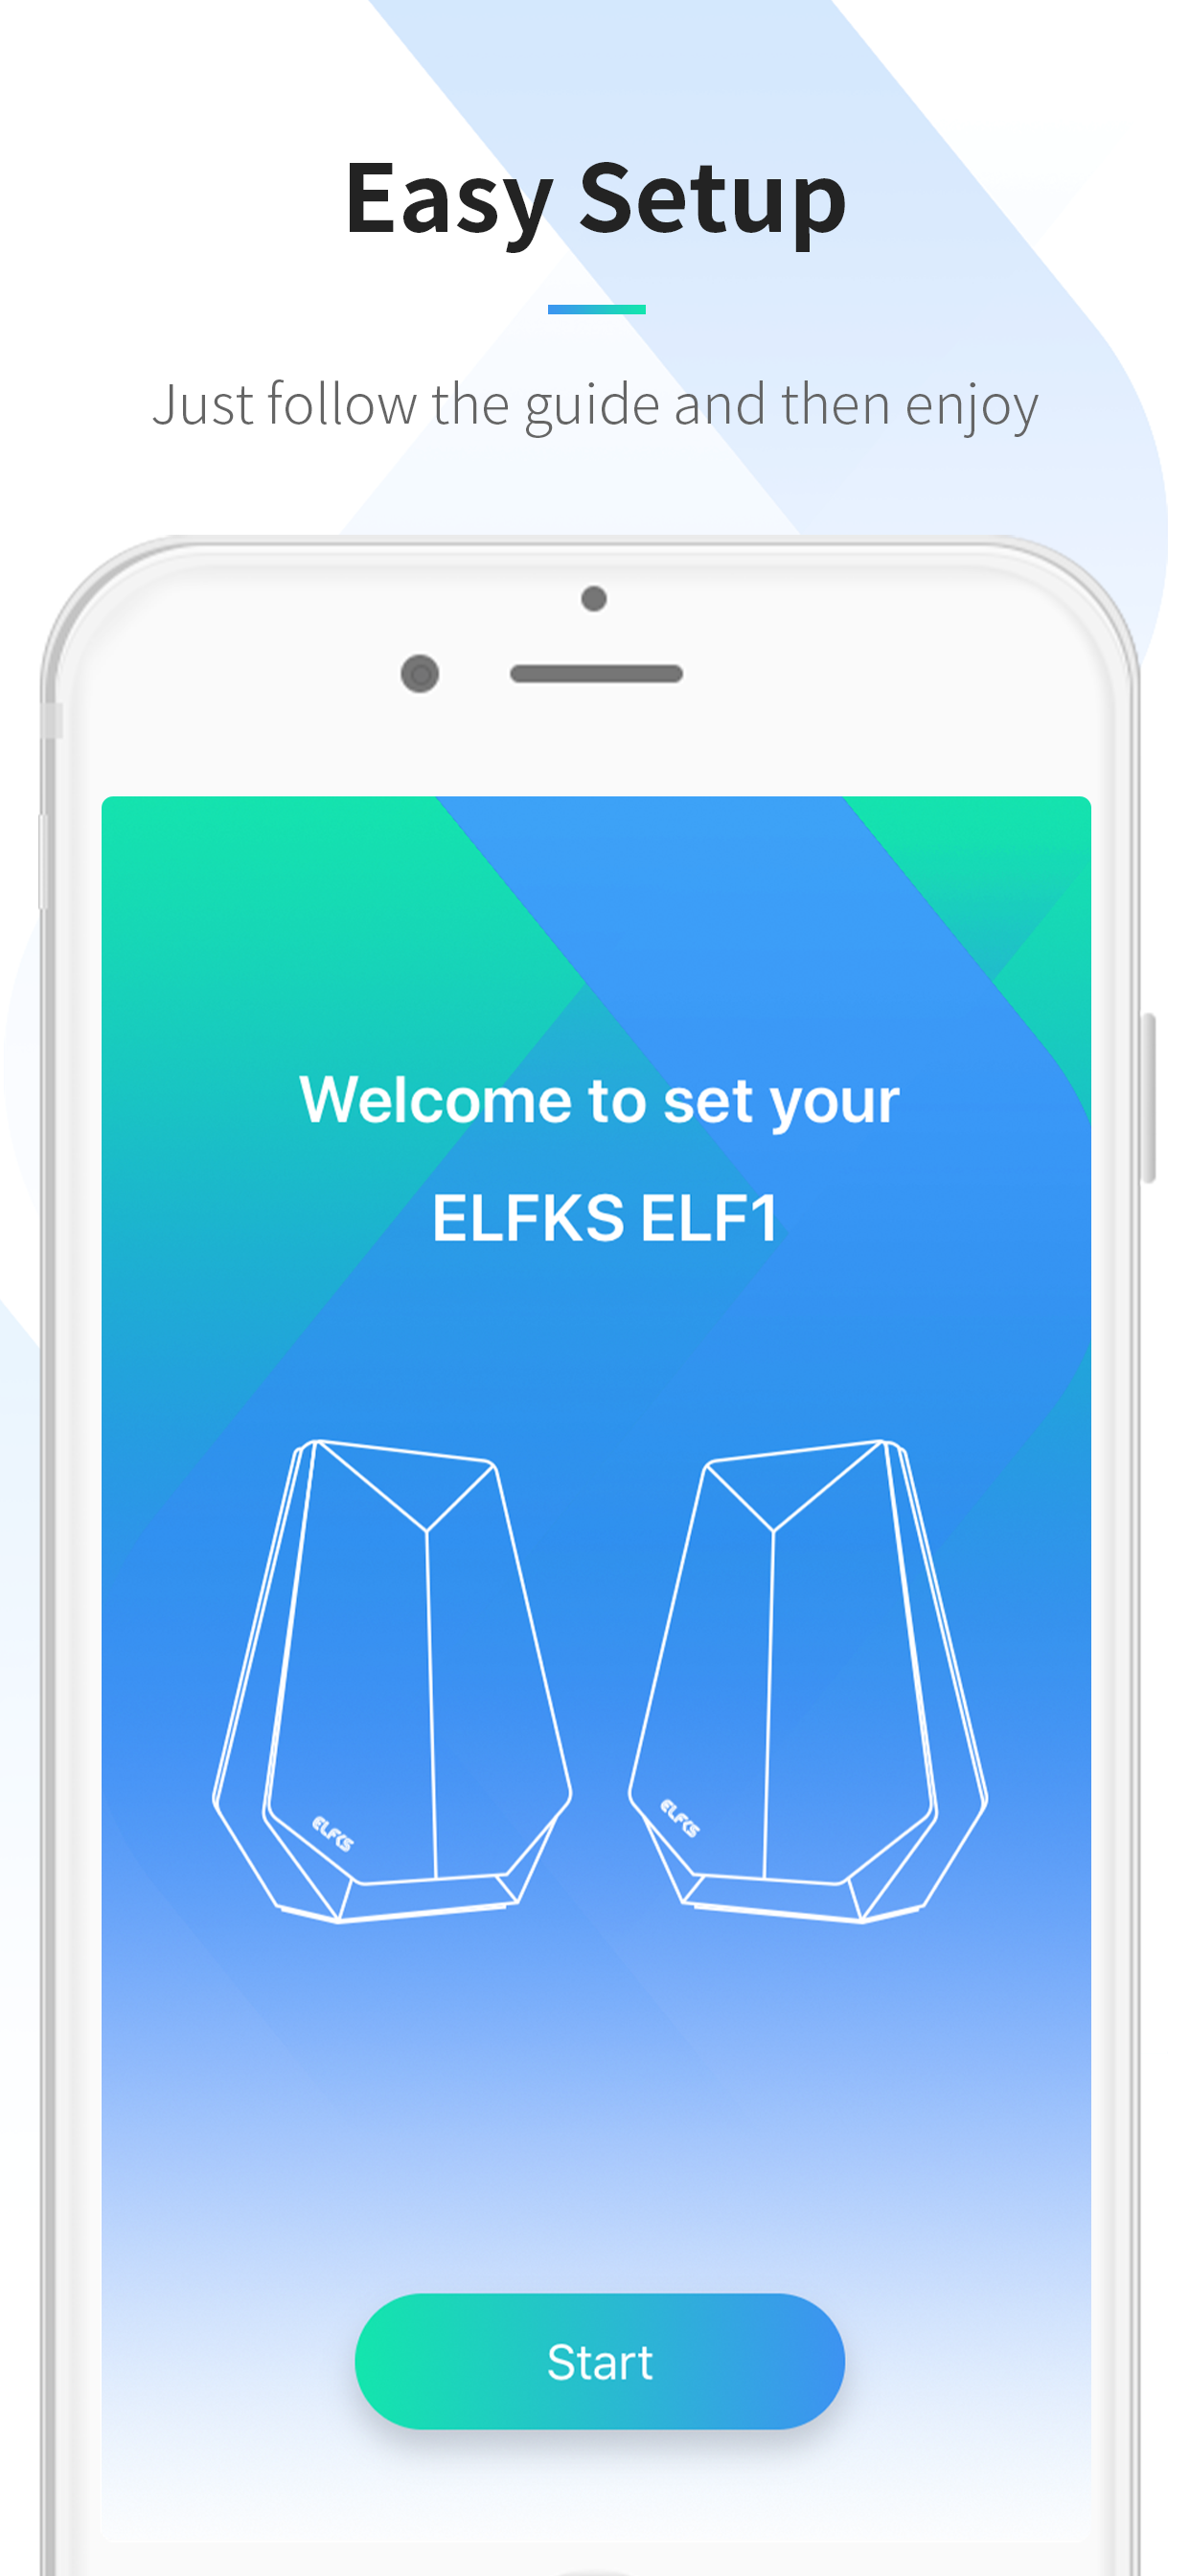 Easy Setup
Just follow the guide and then enjoy
Welcome to set your
ELFKS ELF1
ELFKS
ELFKS
Start